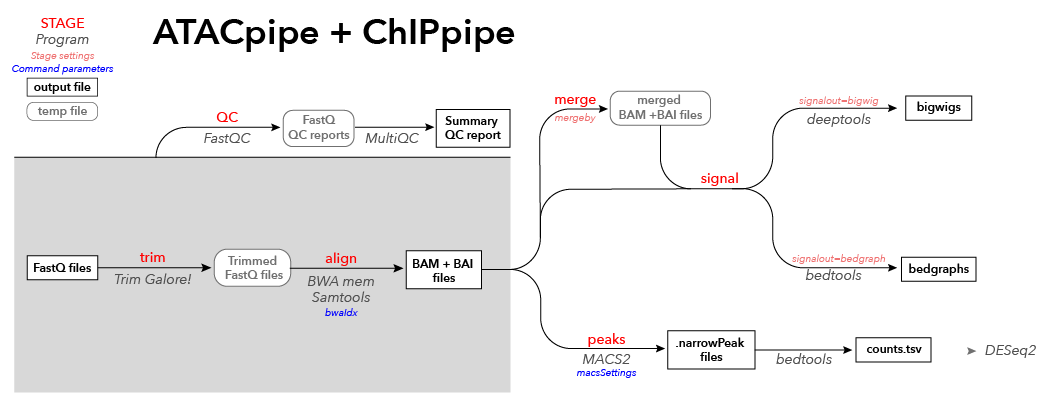 ATACpipe + ChIPpipe
STAGE
Program
Stage settings
Command parameters
output file
temp file
QC
FastQC
FastQ
QC reports
MultiQC
Summary
QC report
FastQ files
trim
Trim Galore!
Trimmed
FastQ files
align
BWA mem
Samtools
bwaIdx
BAM + BAI
files
merge
mergeby
merged
BAM +BAI files
signal
signalout=bigwig
deeptools
bigwigs
signalout=bedgraph
bedtools
bedgraphs
peaks
MACS2
macsSettings
.narrowPeak
files
bedtools
counts.tsv
DESeq2